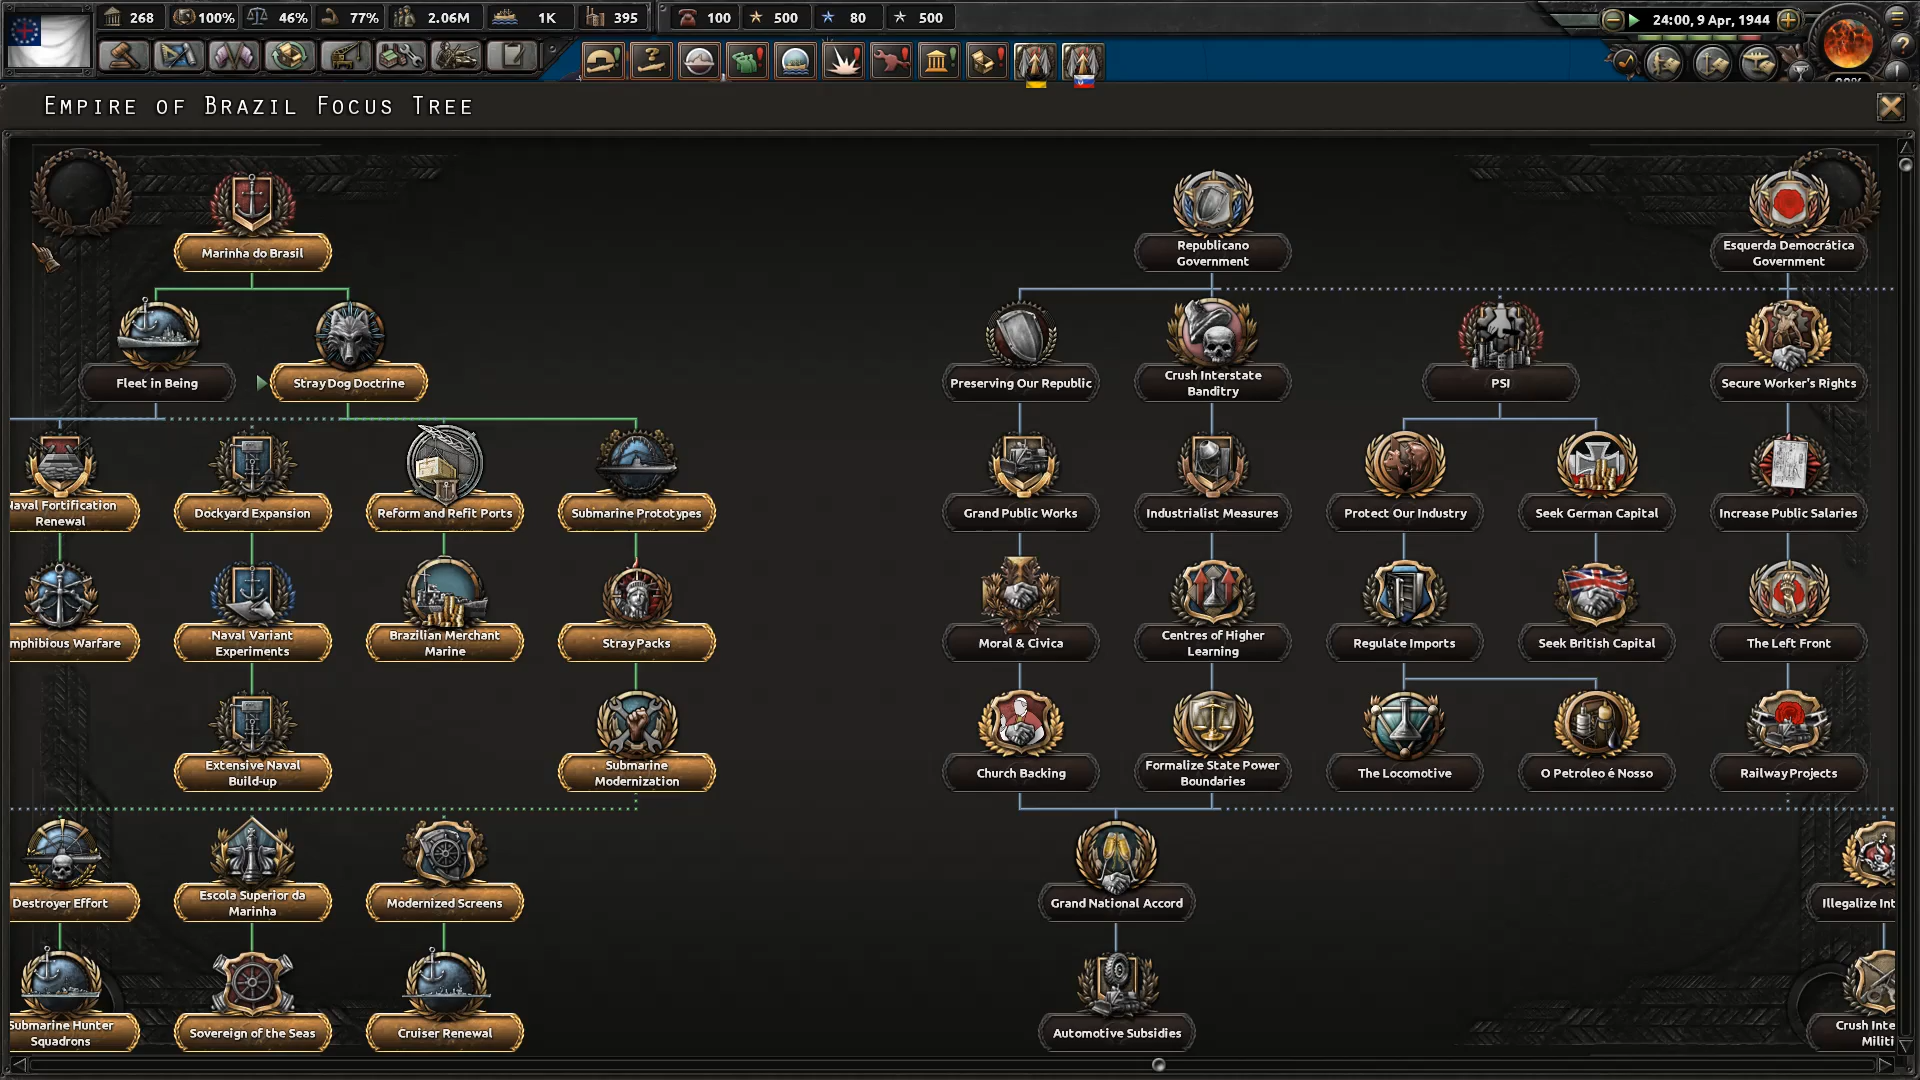 268
100%
46%
77%
2.06M
1K
395
100
500
80
500
24:00, 9 Apr, 1944
Empire of Brazil Focus Tree
Marinha do Brasil
Republicano
Government
Esquerda Democrática
Government
Fleet in Being
Stray Dog Doctrine
Preserving Our Republic
Crush Interstate
Banditry
PSI
Secure Worker's Rights
Naval Fortification
Renewal
Dockyard Expansion
Reform and Refit Ports
Submarine Prototypes
Grand Public Works
Industrialist Measures
Protect Our Industry
Seek German Capital
Increase Public Salaries
mphibious Warfare
Naval Variant
Experiments
Brazilian Merchant
Marine
Stray Packs
Moral & Civica
Centres of Higher
Learning
Regulate Imports
Seek British Capital
The Left Front
Extensive Naval
Build-up
Submarine
Modernization
Church Backing
Formalize State Power
Boundaries
The Locomotive
O Petroleo é Nosso
Railway Projects
Destroyer Effort
Escola Superior da
Marinha
Modernized Screens
Grand National Accord
Illegalize Int
Submarine Hunter
Squadrons
Sovereign of the Seas
Cruiser Renewal
Automotive Subsidies
Crush Inte
Militi